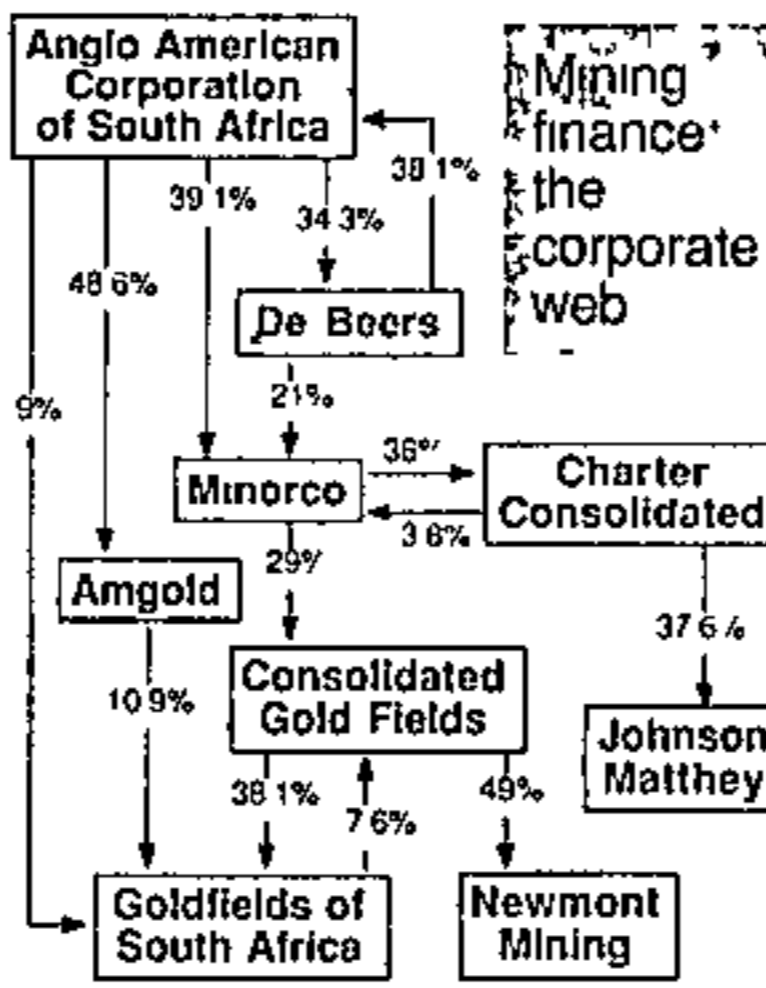 Anglo American
Corporation
of South Africa
Mining
finance
the
corporate
web
38 1%
39 1%
34 3%
48 6%
De Beers
9%
21%
36%
Minorco
Charter
Consolidated
3 6%
29%
Amgold
37 6%
10 9%
Consolidated
Gold Fields
Johnson
Matthey
38 1%
7 6%
49%
Goldfields of
South Africa
Newmont
Mining